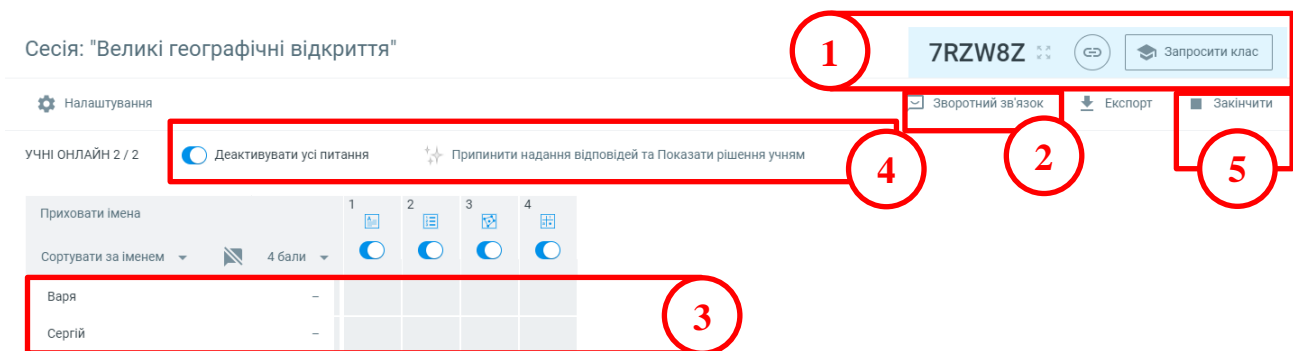 Сесія: "Великі географічні відкриття" 1 7RZW8Z Запросити клас
Налаштування Зворотний зв'язок Експорт Закінчити
УЧНІ ОНЛАЙН 2 / 2 Деактивувати усі питання Припинити надання відповідей та Показати рішення учням 4 2 5
Приховати імена 1 2 3 4
Сортувати за іменем 4 бали
Варя –
3
Сергій –